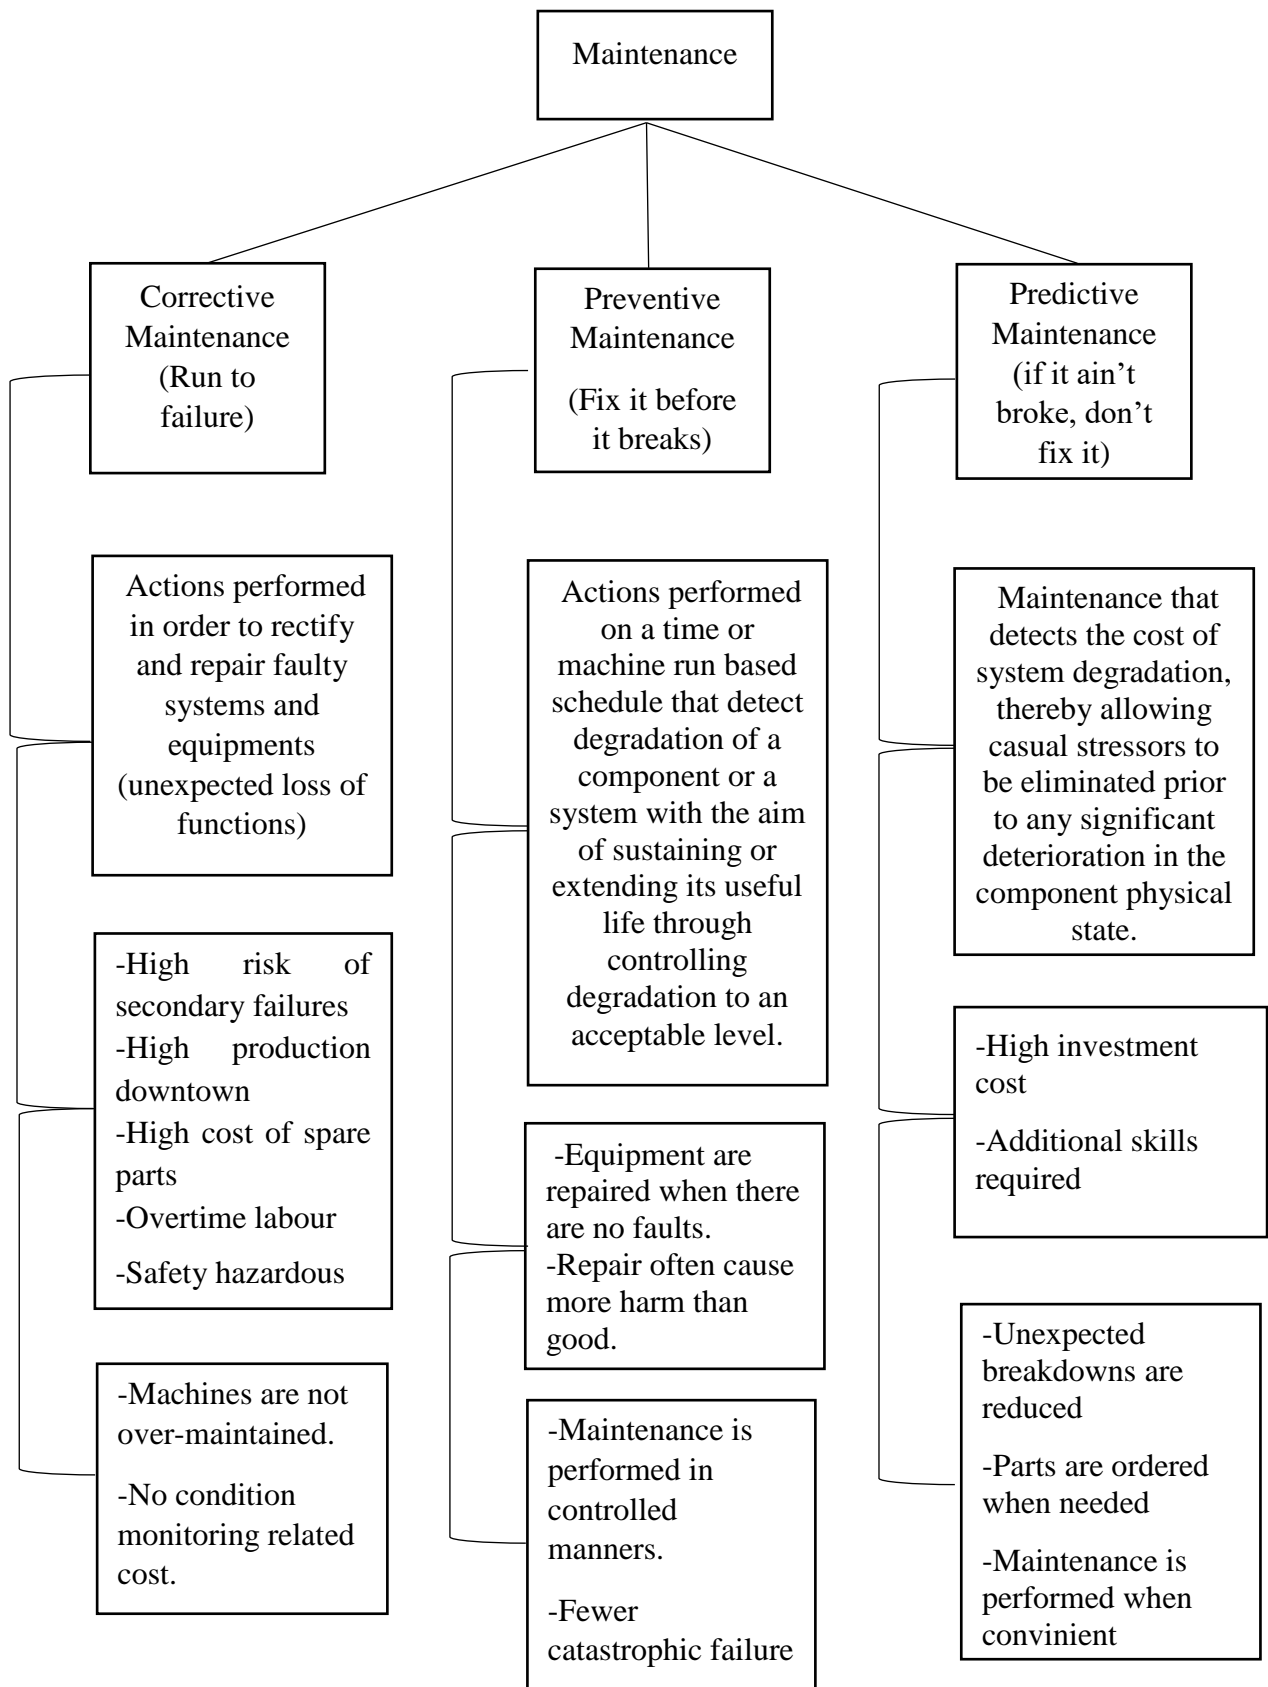 Maintenance
Corrective
Maintenance
(Run to
failure)
Preventive
Maintenance
(Fix it before
it breaks)
Predictive
Maintenance
(if it ain’t
broke, don’t
fix it)
Actions performed
in order to rectify
and repair faulty
systems and
equipments
(unexpected loss of
functions)
Actions performed
on a time or
machine run based
schedule that detect
degradation of a
component or a
system with the aim
of sustaining or
extending its useful
life through
controlling
degradation to an
acceptable level.
Maintenance that
detects the cost of
system degradation,
thereby allowing
casual stressors to
be eliminated prior
to any significant
deterioration in the
component physical
state.
-High risk of
secondary failures
-High production
downtown
-High cost of spare
parts
-Overtime labour
-Safety hazardous
-Equipment are
repaired when there
are no faults.
-Repair often cause
more harm than
good.
-High investment
cost
-Additional skills
required
-Machines are not
over-maintained.
-No condition
monitoring related
cost.
-Maintenance is
performed in
controlled
manners.
-Fewer
catastrophic failure
-Unexpected
breakdowns are
reduced
-Parts are ordered
when needed
-Maintenance is
performed when
convinient